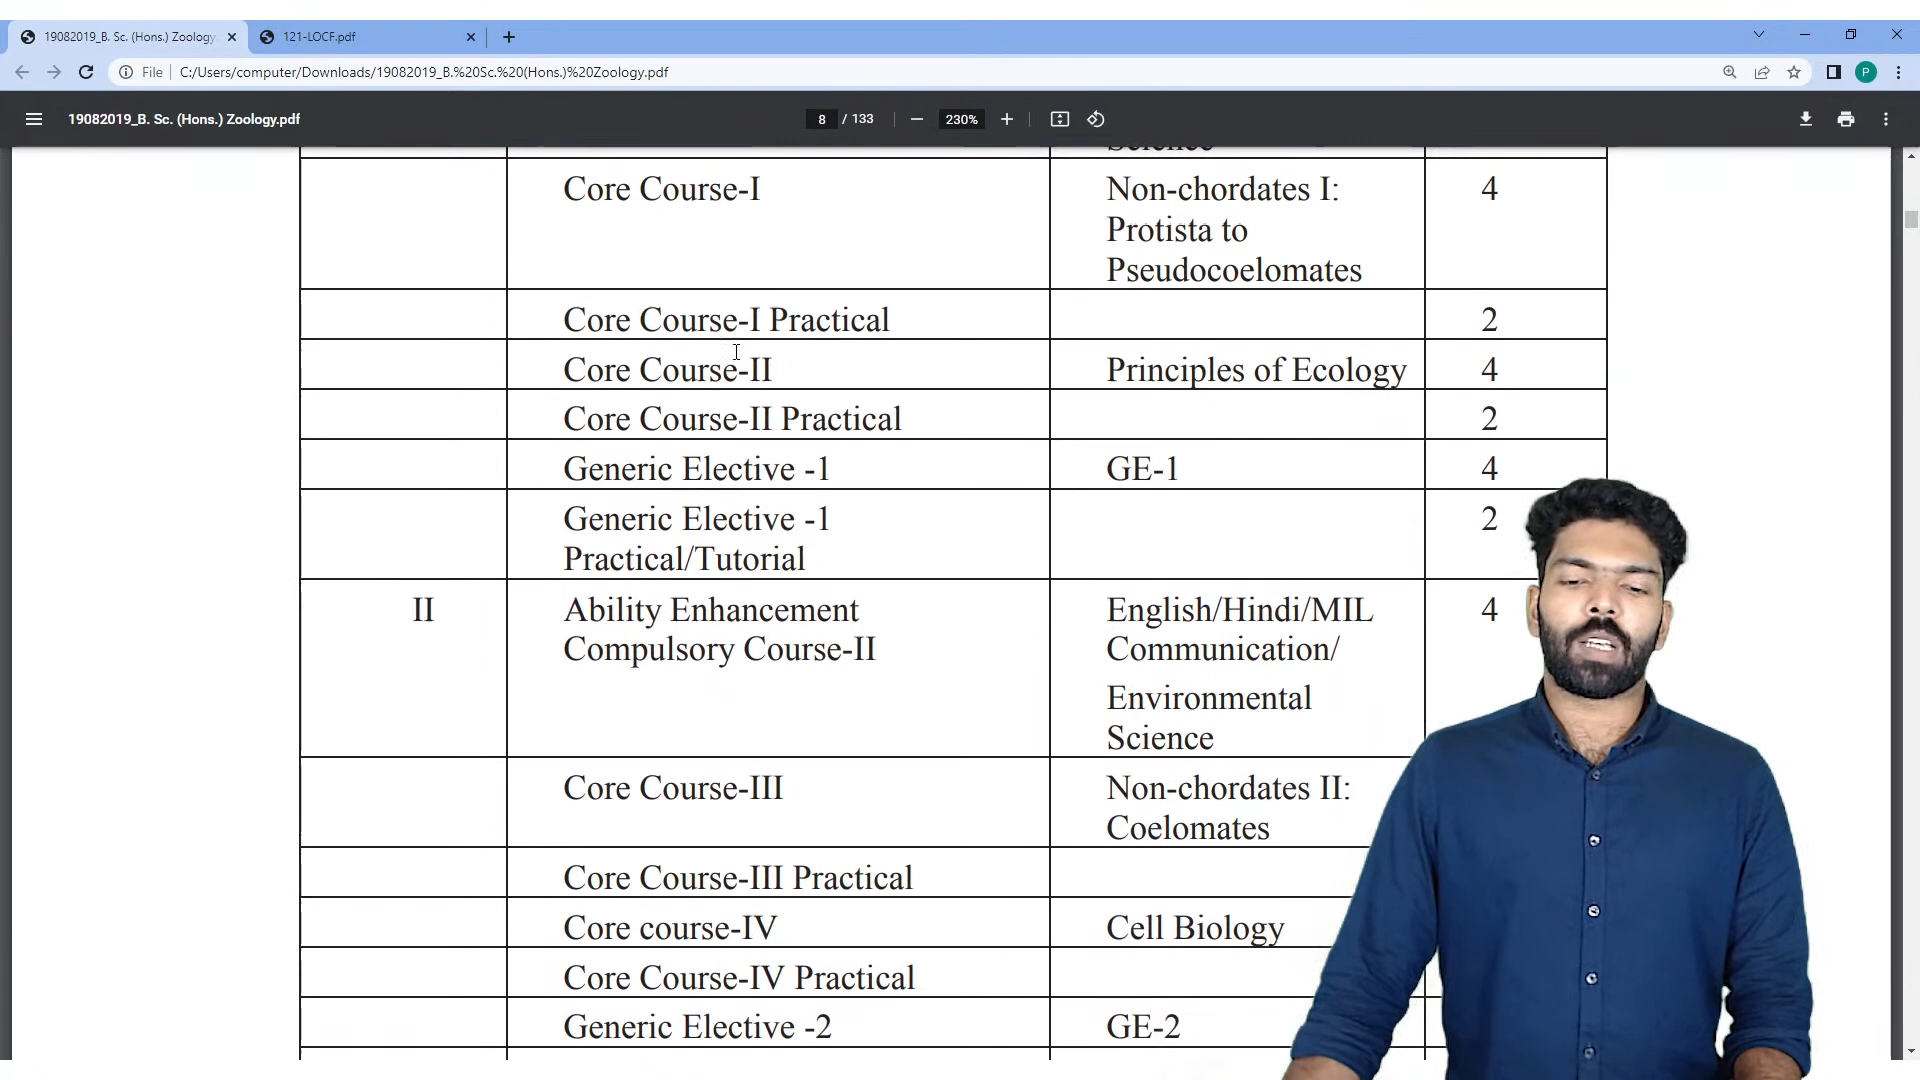 19082019_B. Sc. (Hons.) Zoology
121-LOCF.pdf
File
C:/Users/computer/Downloads/19082019_B.%20Sc.%20(Hons.)%20Zoology.pdf
P
19082019_B. Sc. (Hons.) Zoology.pdf
8 / 133
230%
Science
Core Course-I
Non-chordates I:
4
Protista to
Pseudocoelomates
Core Course-I Practical
2
Core Course-II
Principles of Ecology
4
Core Course-II Practical
2
Generic Elective -1
GE-1
4
Generic Elective -1
2
Practical/Tutorial
II
Ability Enhancement
English/Hindi/MIL
4
Compulsory Course-II
Communication/
Environmental
Science
Core Course-III
Non-chordates II:
Coelomates
Core Course-III Practical
Core course-IV
Cell Biology
Core Course-IV Practical
Generic Elective -2
GE-2